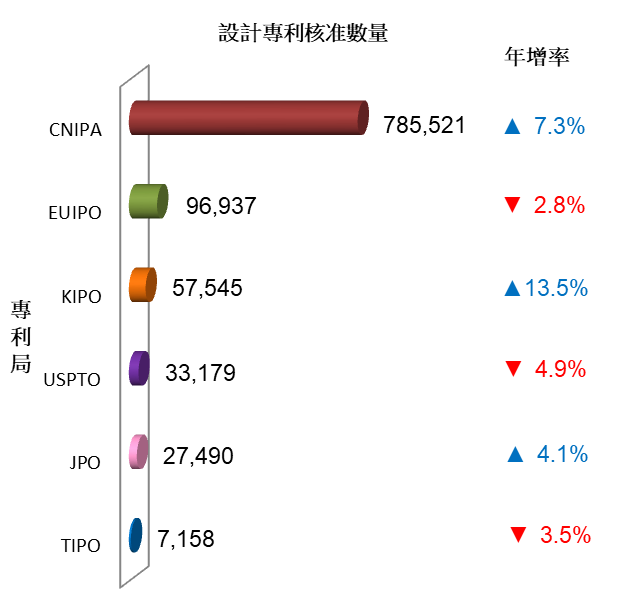 設計專利核准數量
年增率
CNIPA 785,521 ▲ 7.3%
EUIPO 96,937 ▼ 2.8%
KIPO 57,545 ▲ 13.5%
專利局
USPTO 33,179 ▼ 4.9%
JPO 27,490 ▲ 4.1%
TIPO 7,158 ▼ 3.5%